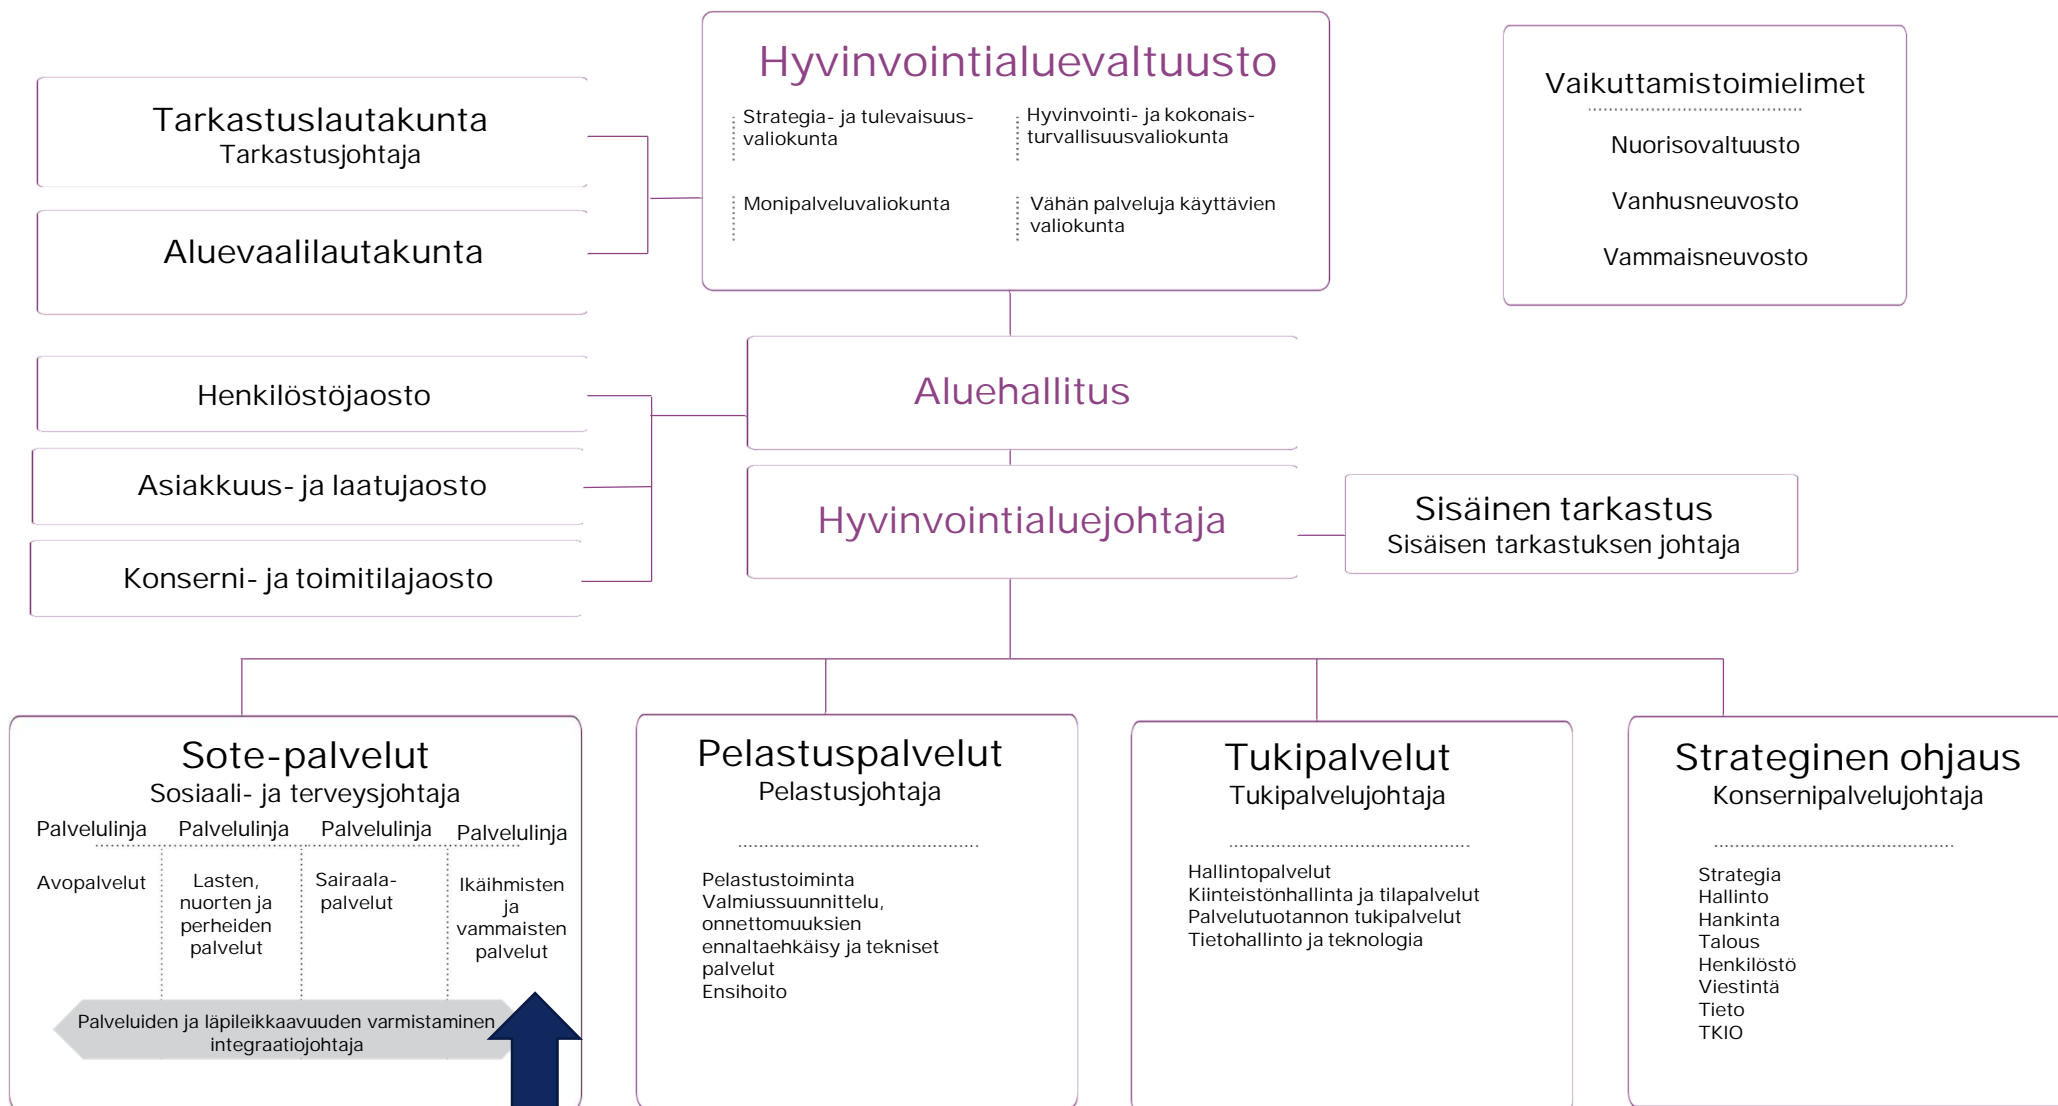 Hyvinvointialuevaltuusto
Strategia- ja tulevaisuus-
valiokunta
Hyvinvointi- ja kokonais-
turvallisuusvaliokunta
Monipalveluvaliokunta
Vähän palveluja käyttävien
valiokunta
Tarkastuslautakunta
Tarkastusjohtaja
Aluevaalilautakunta
Vaikuttamistoimielimet
Nuorisovaltuusto
Vanhusneuvosto
Vammaisneuvosto
Aluehallitus
Henkilöstöjaosto
Asiakkuus- ja laatujaosto
Konserni- ja toimitilajaosto
Hyvinvointialuejohtaja
Sisäinen tarkastus
Sisäisen tarkastuksen johtaja
Sote-palvelut
Sosiaali- ja terveysjohtaja
Palvelulinja
Avopalvelut
Palvelulinja
Lasten,
nuorten ja
perheiden
palvelut
Palvelulinja
Sairaala-
palvelut
Palvelulinja
Ikäihmisten
ja
vammaisten
palvelut
Palveluiden ja läpileikkaavuuden varmistaminen
integraatiojohtaja
Pelastuspalvelut
Pelastusjohtaja
Pelastustoiminta
Valmiussuunnittelu,
onnettomuuksien
ennaltaehkäisy ja tekniset
palvelut
Ensihoito
Tukipalvelut
Tukipalvelujohtaja
Hallintopalvelut
Kiinteistönhallinta ja tilapalvelut
Palvelutuotannon tukipalvelut
Tietohallinto ja teknologia
Strateginen ohjaus
Konsernipalvelujohtaja
Strategia
Hallinto
Hankinta
Talous
Henkilöstö
Viestintä
Tieto
TKIO